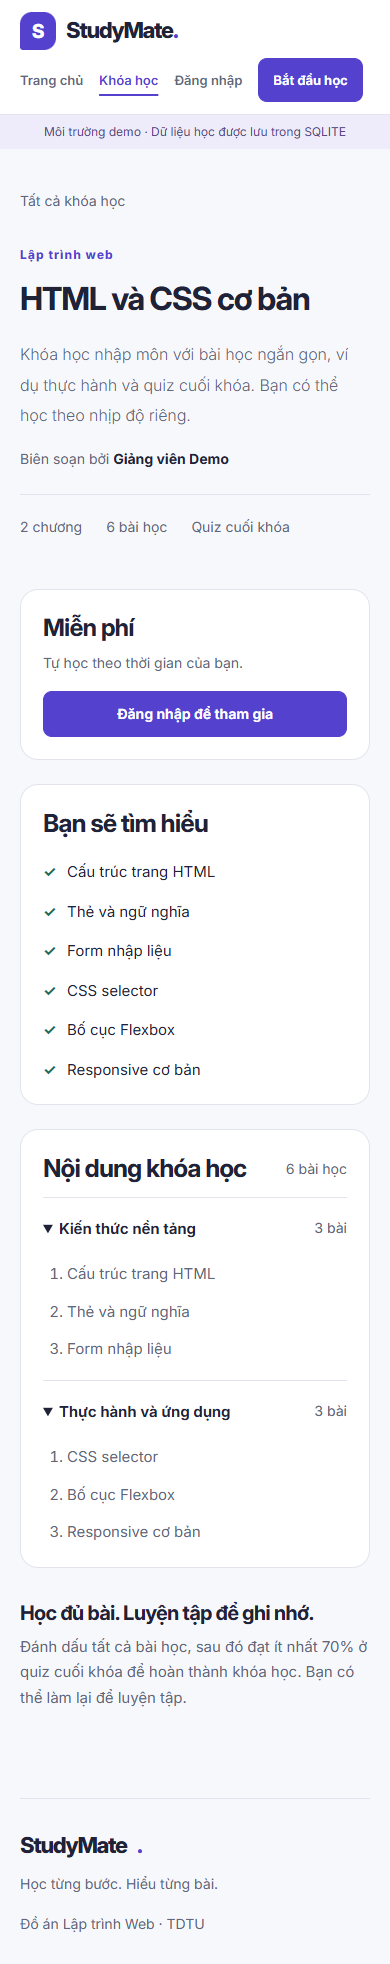 S StudyMate.
Trang chủ Khóa học Đăng nhập Bắt đầu học
Môi trường demo · Dữ liệu học được lưu trong SQLITE
Tất cả khóa học
Lập trình web
HTML và CSS cơ bản
Khóa học nhập môn với bài học ngắn gọn, ví
dụ thực hành và quiz cuối khóa. Bạn có thể
học theo nhịp độ riêng.
Biên soạn bởi Giảng viên Demo
2 chương 6 bài học Quiz cuối khóa
Miễn phí
Tự học theo thời gian của bạn.
Đăng nhập để tham gia
Bạn sẽ tìm hiểu
✓ Cấu trúc trang HTML
✓ Thẻ và ngữ nghĩa
✓ Form nhập liệu
✓ CSS selector
✓ Bố cục Flexbox
✓ Responsive cơ bản
Nội dung khóa học 6 bài học
▼ Kiến thức nền tảng 3 bài
1. Cấu trúc trang HTML
2. Thẻ và ngữ nghĩa
3. Form nhập liệu
▼ Thực hành và ứng dụng 3 bài
1. CSS selector
2. Bố cục Flexbox
3. Responsive cơ bản
Học đủ bài. Luyện tập để ghi nhớ.
Đánh dấu tất cả bài học, sau đó đạt ít nhất 70% ở
quiz cuối khóa để hoàn thành khóa học. Bạn có
thể làm lại để luyện tập.
StudyMate .
Học từng bước. Hiểu từng bài.
Đồ án Lập trình Web · TDTU